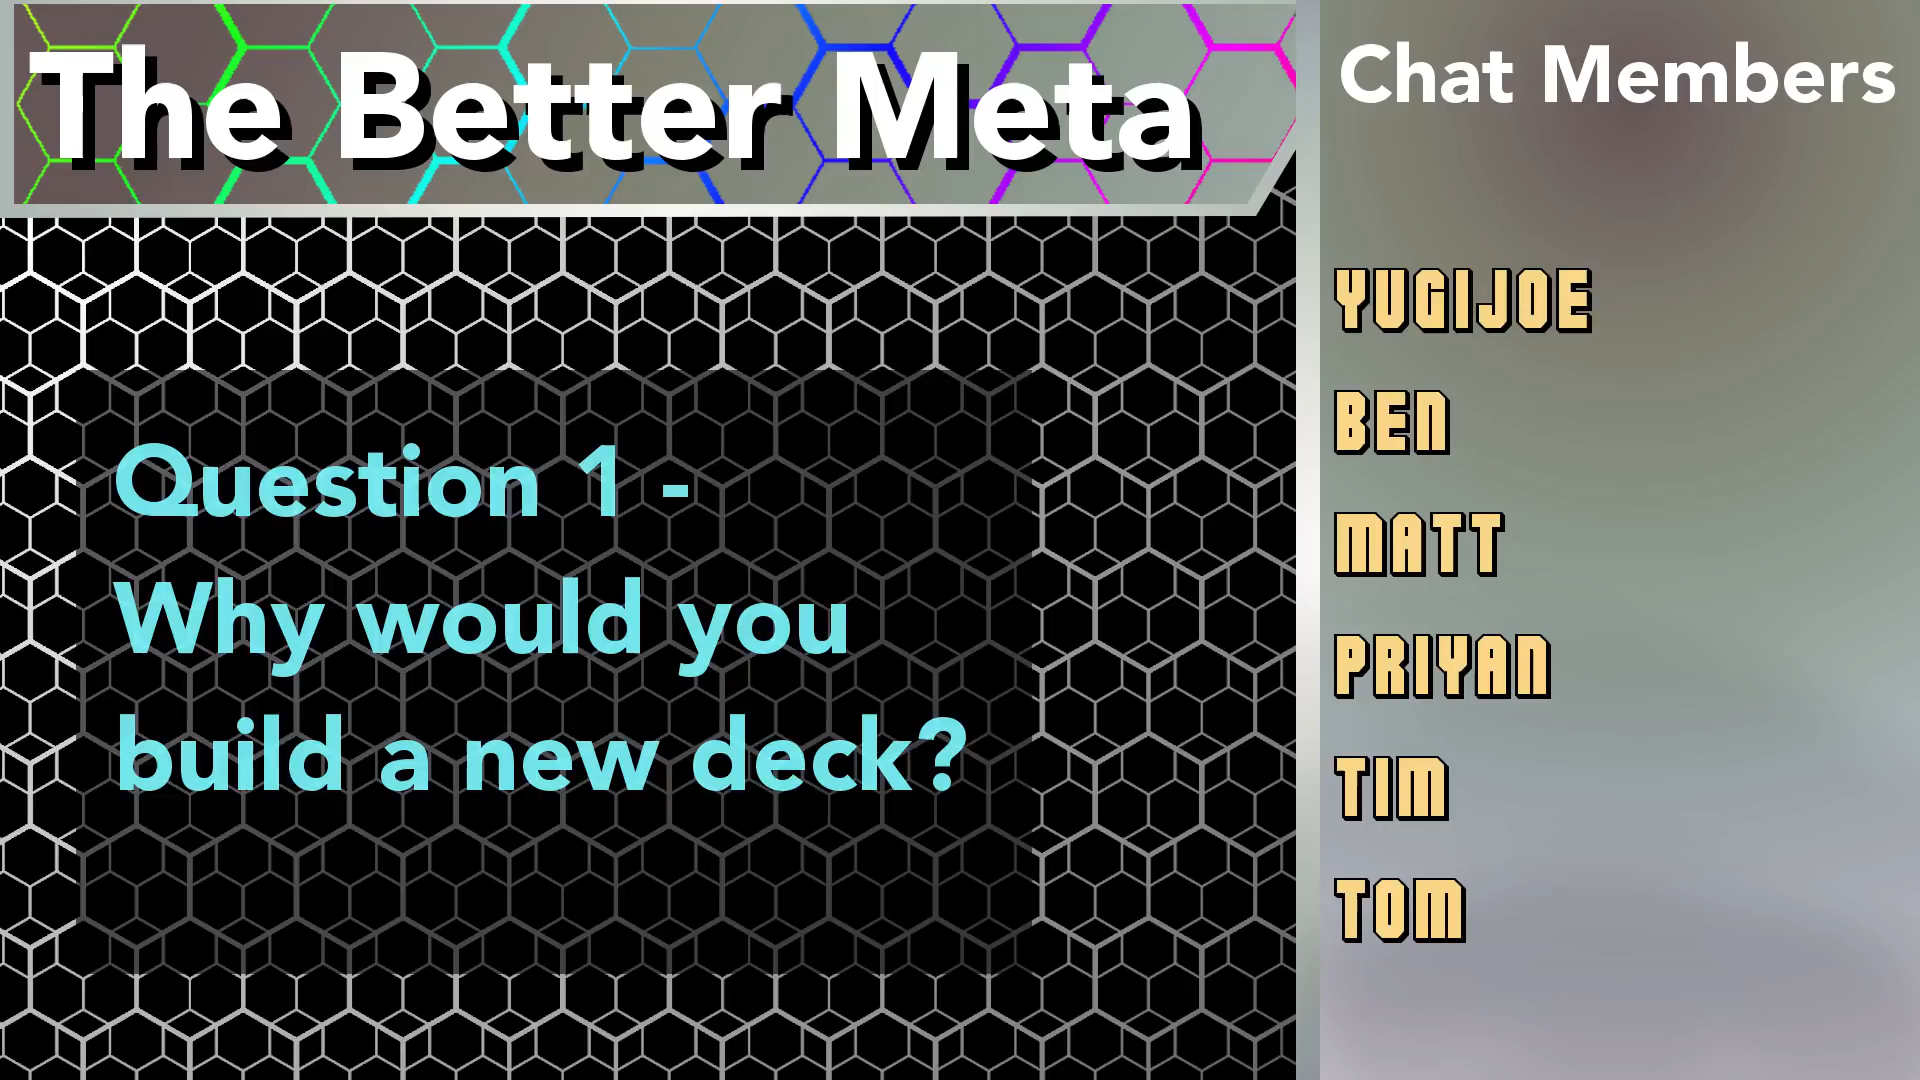 The Better Meta
Question 1 -
Why would you
build a new deck?
Chat Members
YUGIJOE
BEN
MATT
PRIYAN
TIM
TOM